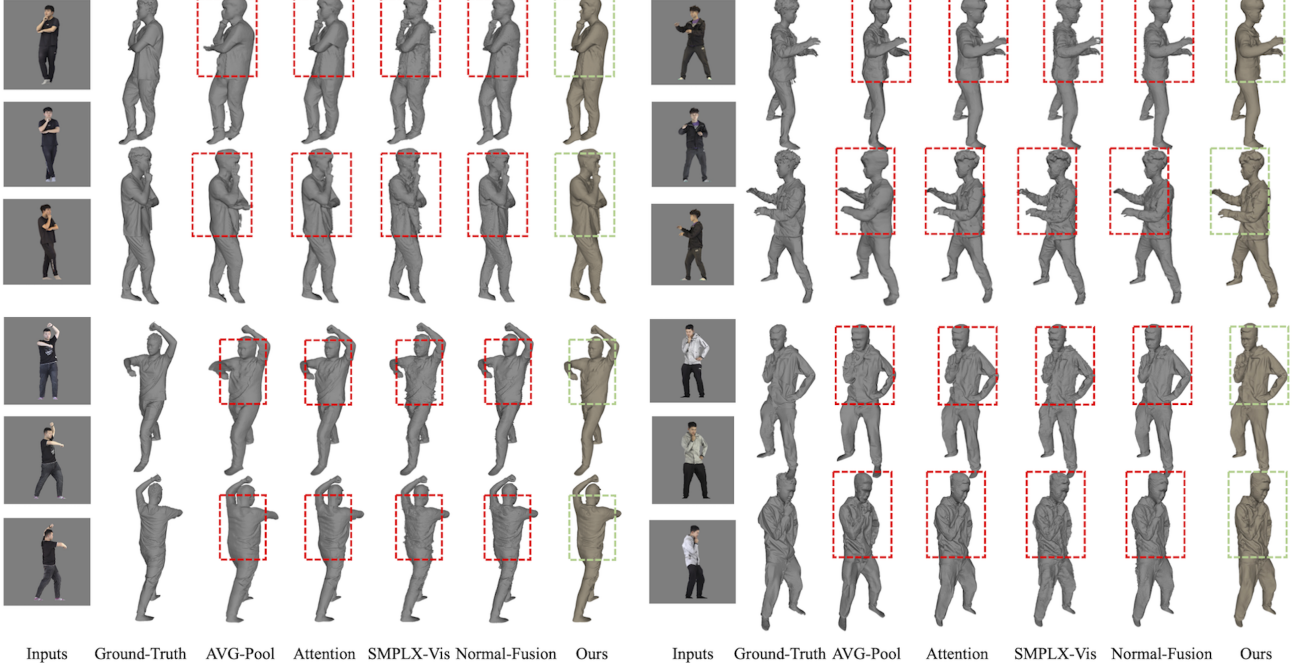 Inputs Ground-Truth AVG-Pool Attention SMPLX-Vis Normal-Fusion Ours Inputs Ground-Truth AVG-Pool Attention SMPLX-Vis Normal-Fusion Ours